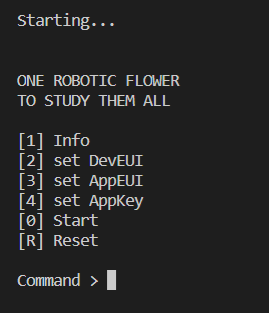 Starting...
ONE ROBOTIC FLOWER
TO STUDY THEM ALL
[1] Info
[2] set DevEUI
[3] set AppEUI
[4] set AppKey
[0] Start
[R] Reset
Command >